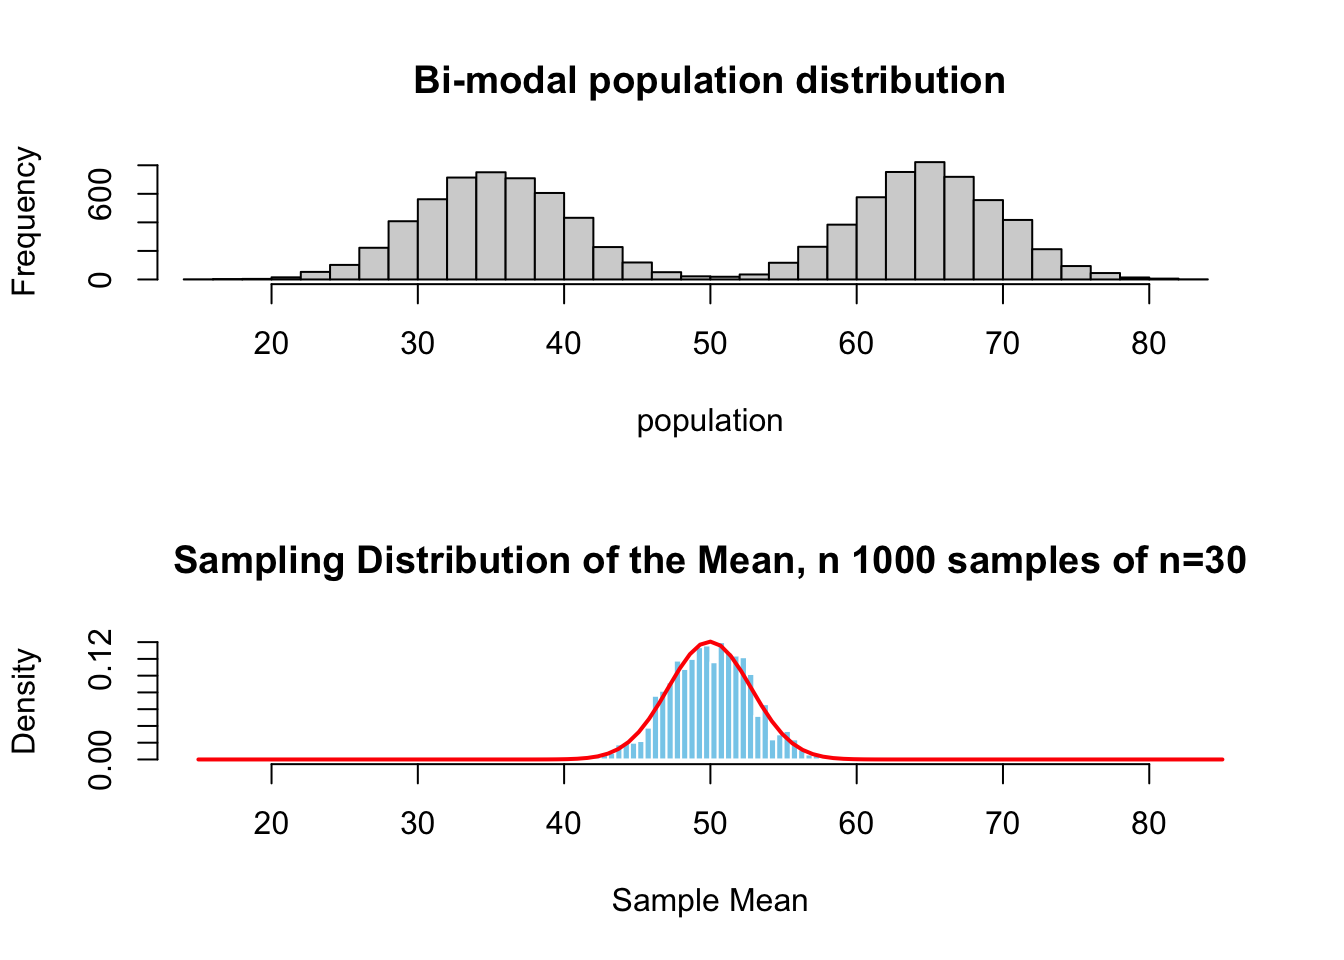 Bi-modal population distribution
Frequency
600
0
20 30 40 50 60 70 80
population
Sampling Distribution of the Mean, n 1000 samples of n=30
Density
0.12
0.00
20 30 40 50 60 70 80
Sample Mean